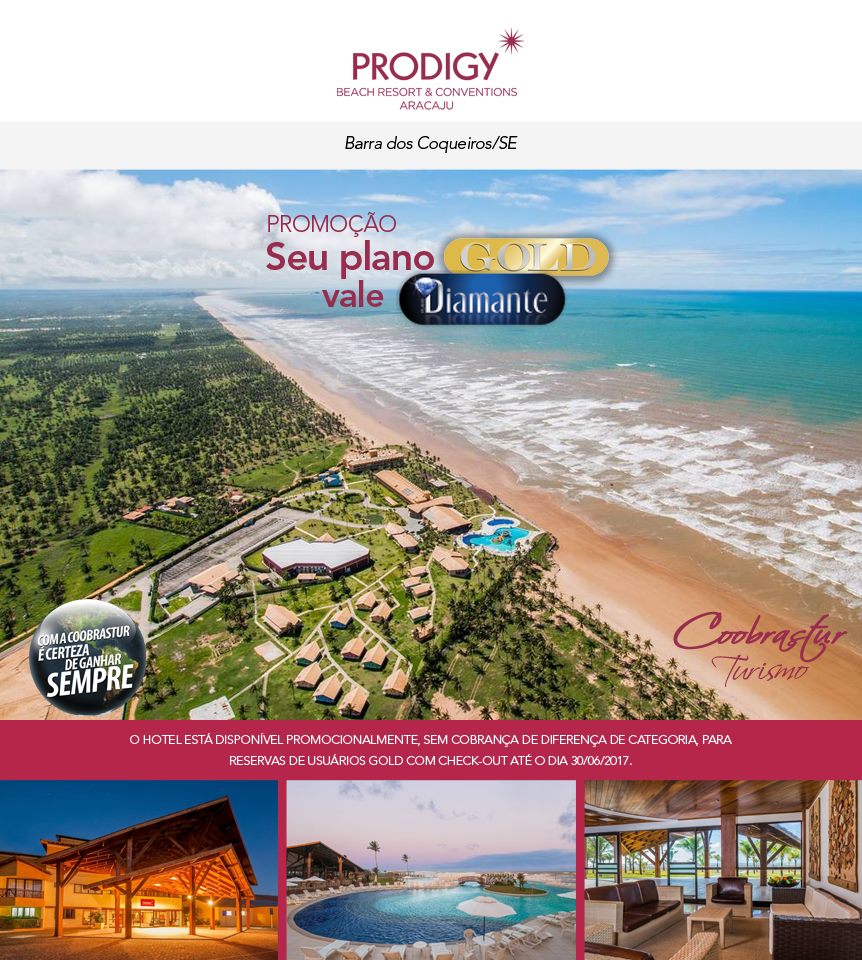 PRODIGY
BEACH RESORT & CONVENTIONS
ARACAJU
Barra dos Coqueiros/SE
PROMOÇÃO
Seu plano GOLD
vale Diamante
COM A COOBRASTUR
É CERTEZA
DE GANHAR
SEMPRE
Coobrastur
Turismo
O HOTEL ESTÁ DISPONÍVEL PROMOCIONALMENTE, SEM COBRANÇA DE DIFERENÇA DE CATEGORIA, PARA
RESERVAS DE USUÁRIOS GOLD COM CHECK-OUT ATÉ O DIA 30/06/2017.